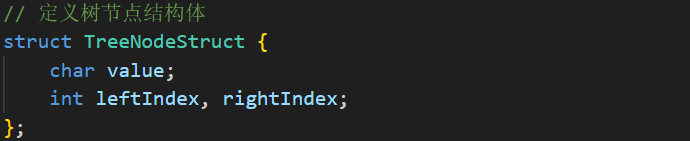 // 定义树节点结构体
struct TreeNodeStruct {
    char value;
    int leftIndex, rightIndex;
};